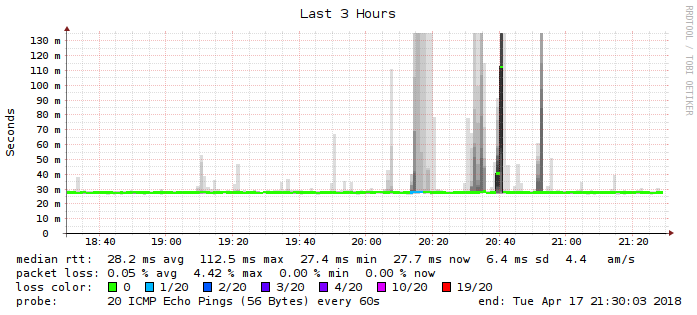 Last 3 Hours
RRDTOOL / TOBI OETIKER
Seconds
130 m
120 m
110 m
100 m
90 m
80 m
70 m
60 m
50 m
40 m
30 m
20 m
10 m
0
18:40 19:00 19:20 19:40 20:00 20:20 20:40 21:00 21:20
median rtt: 28.2 ms avg 112.5 ms max 27.4 ms min 27.7 ms now 6.4 ms sd 4.4 am/s
packet loss: 0.05 % avg 4.42 % max 0.00 % min 0.00 % now
loss color: 0 1/20 2/20 3/20 4/20 10/20 19/20
probe: 20 ICMP Echo Pings (56 Bytes) every 60s end: Tue Apr 17 21:30:03 2018